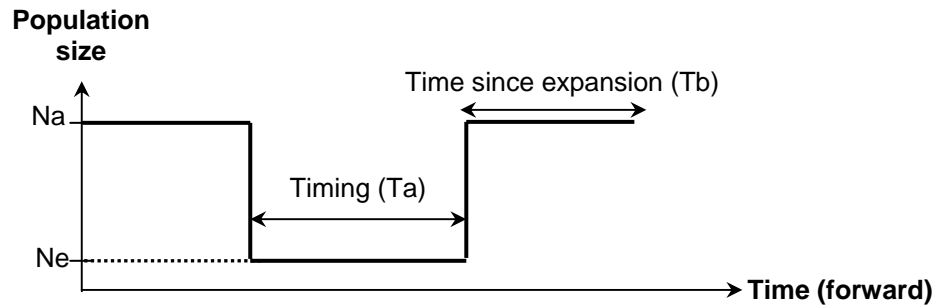 Population
size
Time since expansion (Tb)
Na
Timing (Ta)
Ne
Time (forward)